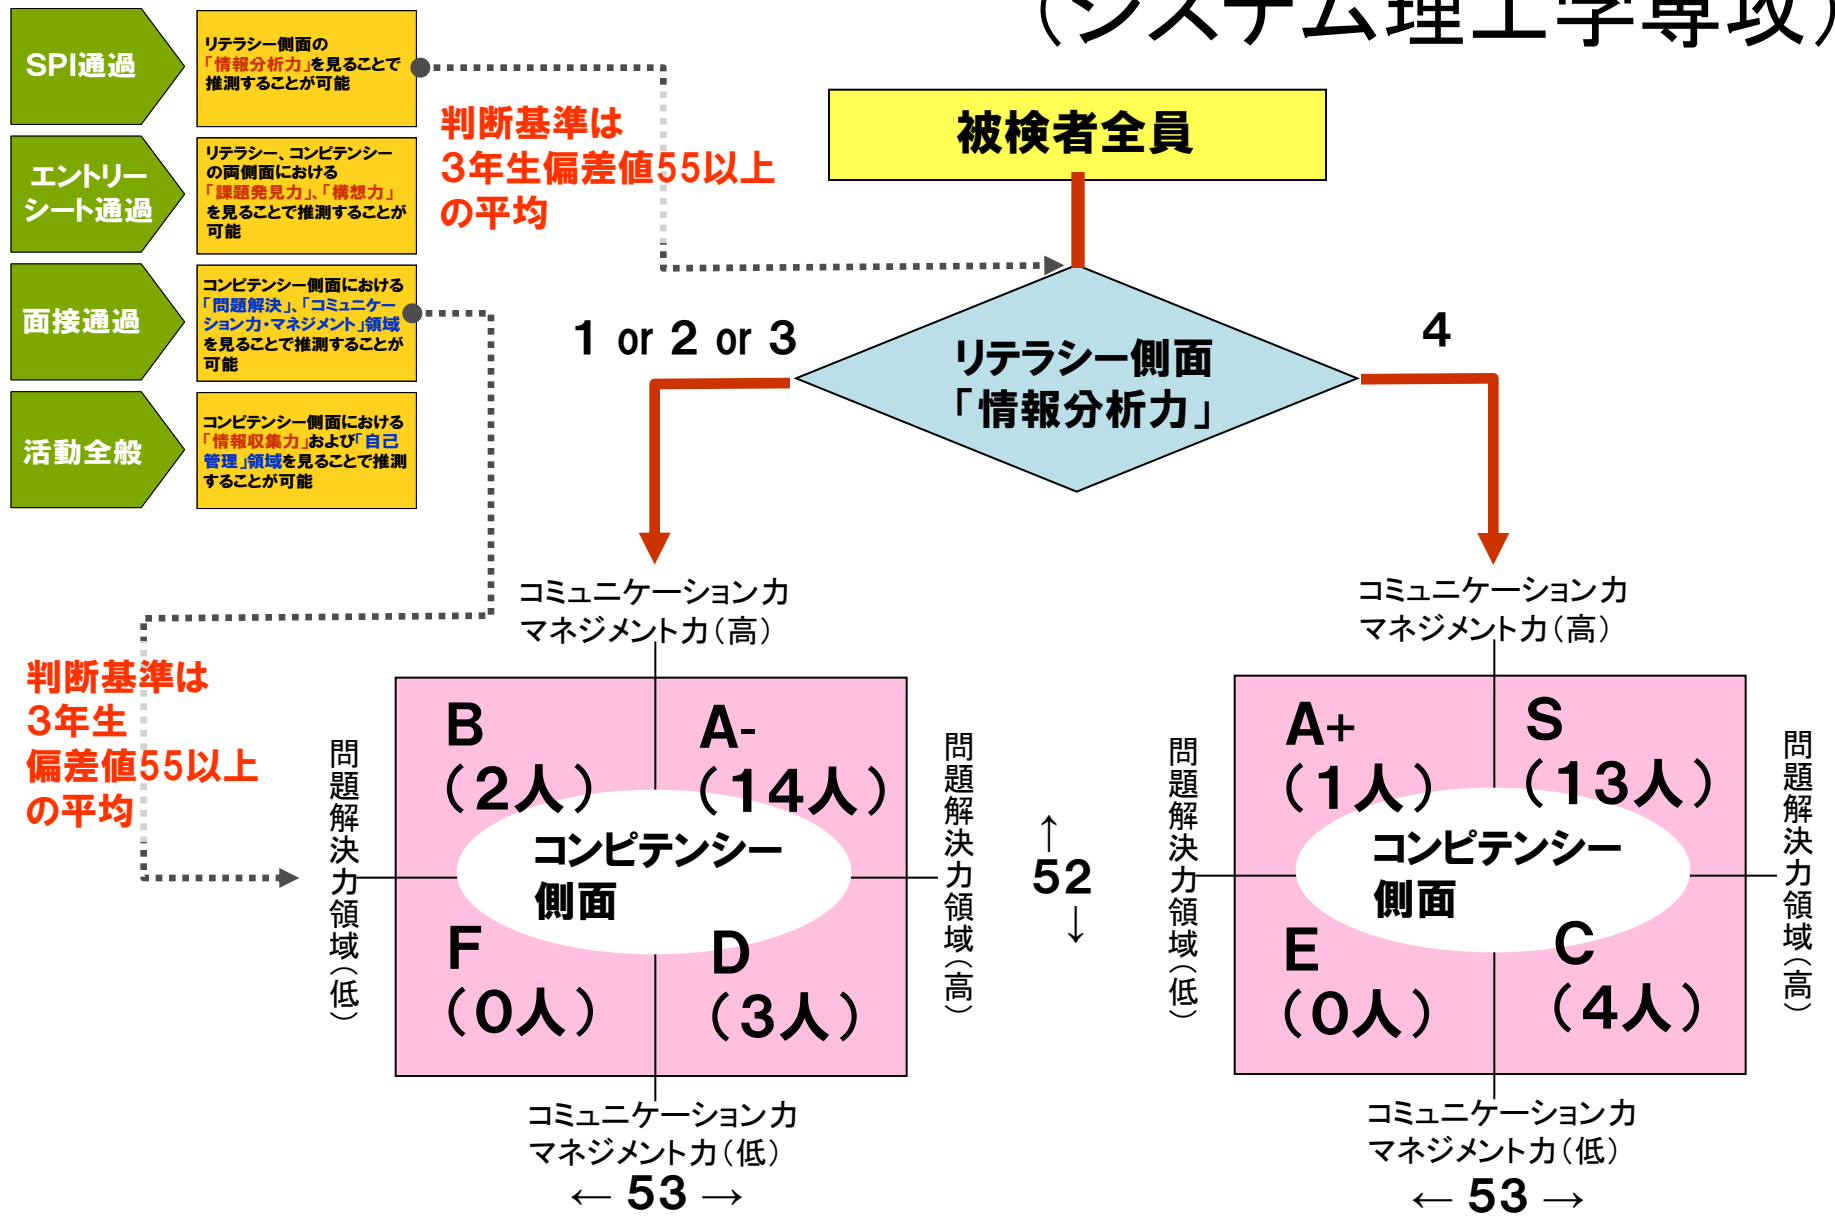 （システム理工学専攻）
SPI通過
リテラシー側面の
「情報分析力」を見ることで
推測することが可能
エントリー
シート通過
リテラシー、コンピテンシー
の両側面における
「課題発見力」、「構想力」
を見ることで推測することが
可能
面接通過
コンピテンシー側面における
「問題解決」、「コミュニケー
ション力・マネジメント」領域
を見ることで推測することが
可能
活動全般
コンピテンシー側面における
「情報収集力」および「自己
管理」領域を見ることで推測
することが可能
判断基準は
３年生偏差値55以上
の平均
被検者全員
1 or 2 or 3
リテラシー側面
「情報分析力」
4
判断基準は
３年生
偏差値55以上
の平均
コミュニケーション力
マネジメント力（高）
問題解決力領域（低）
B
（2人）
A-
（14人）
コンピテンシー
側面
F
（0人）
D
（3人）
問題解決力領域（高）
コミュニケーション力
マネジメント力（低）
← 53 →
↑
52
↓
コミュニケーション力
マネジメント力（高）
問題解決力領域（低）
A+
（1人）
S
（13人）
コンピテンシー
側面
E
（0人）
C
（4人）
問題解決力領域（高）
コミュニケーション力
マネジメント力（低）
← 53 →